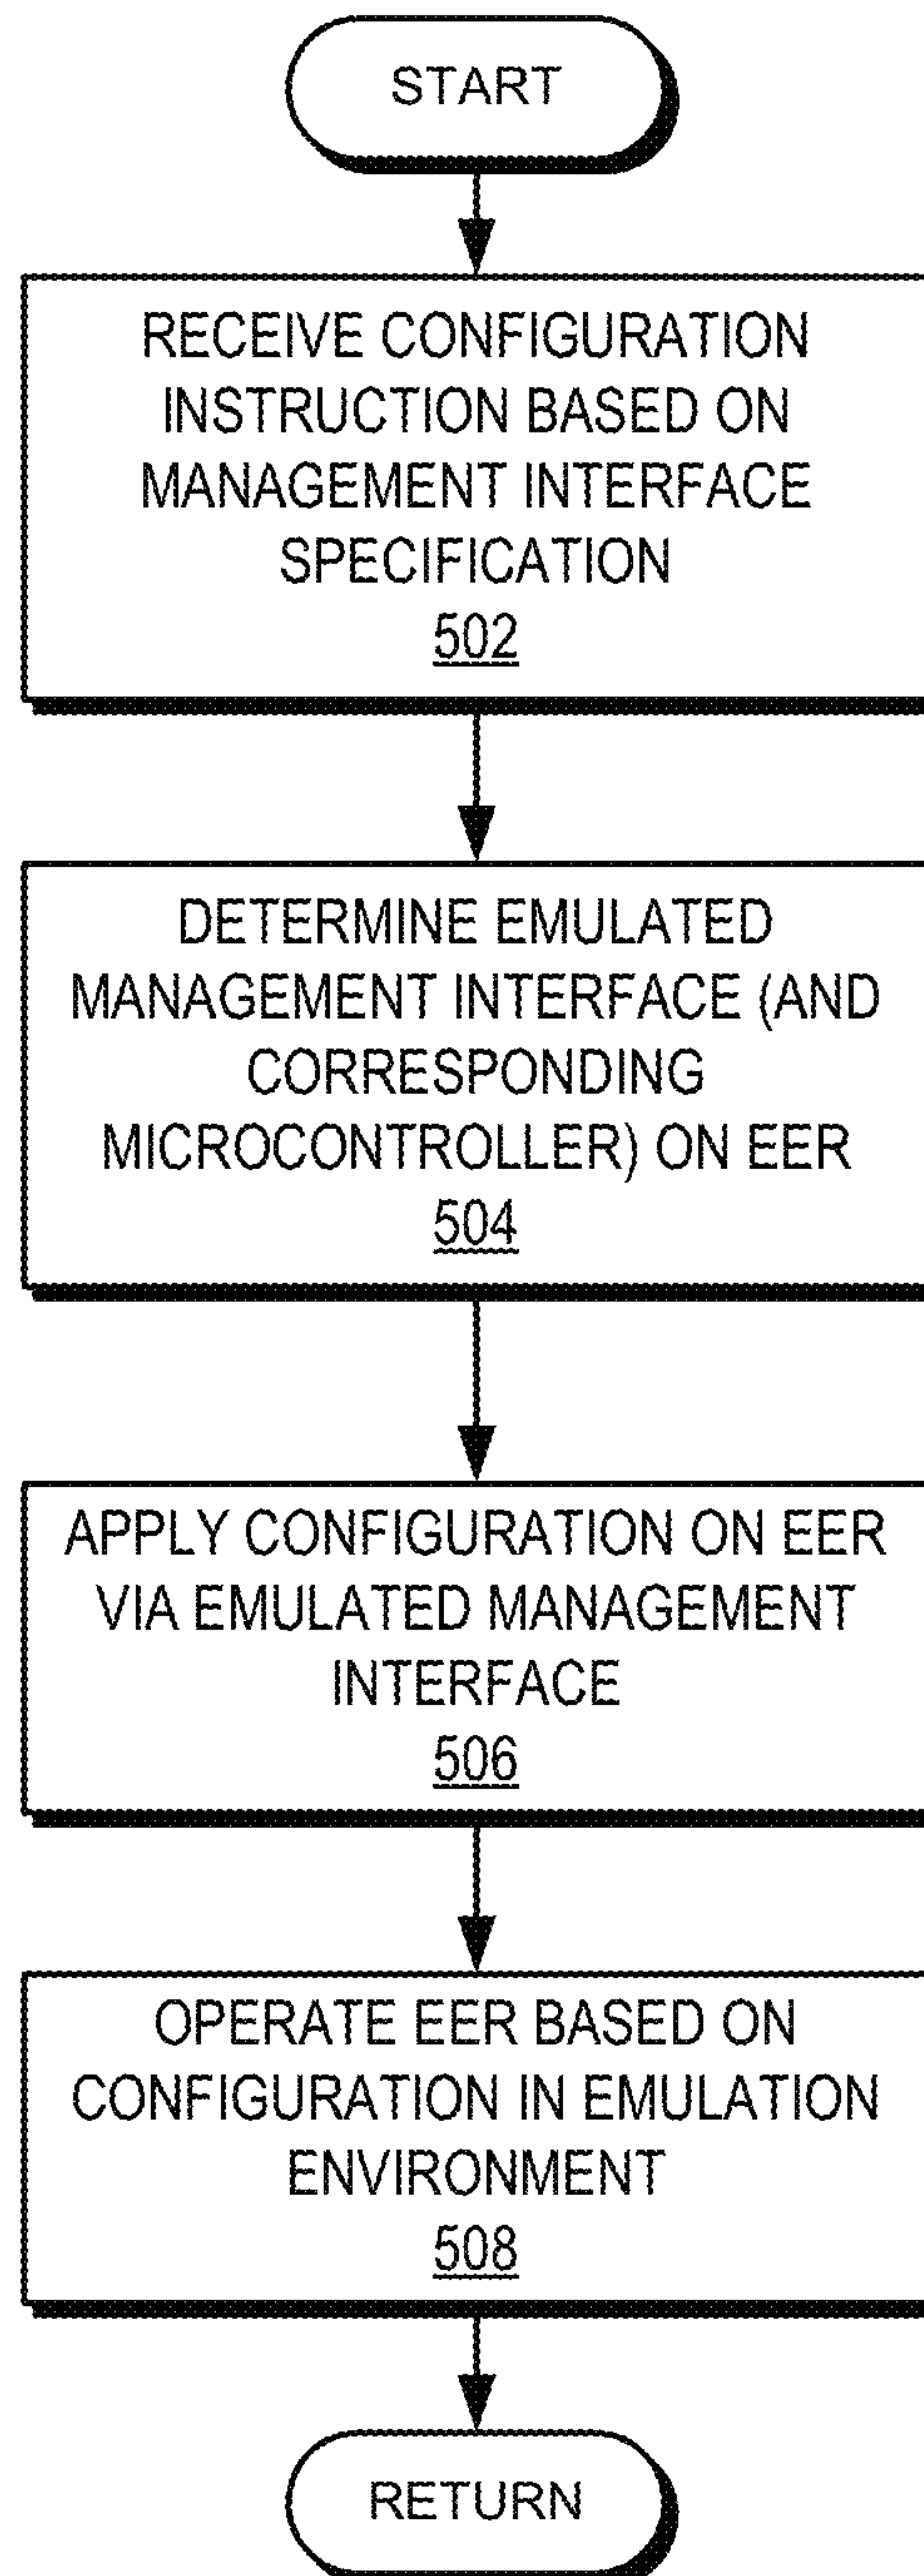 START
RECEIVE CONFIGURATION
INSTRUCTION BASED ON
MANAGEMENT INTERFACE
SPECIFICATION
502
DETERMINE EMULATED
MANAGEMENT INTERFACE (AND
CORRESPONDING
MICROCONTROLLER) ON EER
504
APPLY CONFIGURATION ON EER
VIA EMULATED MANAGEMENT
INTERFACE
506
OPERATE EER BASED ON
CONFIGURATION IN EMULATION
ENVIRONMENT
508
RETURN